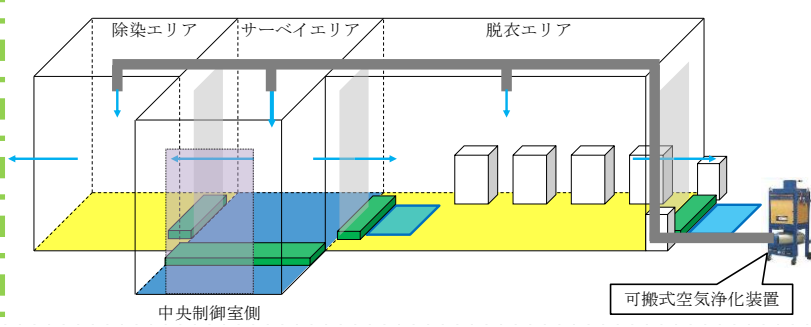 除染エリア
サーベイエリア
脱衣エリア
可搬式空気浄化装置
中央制御室側